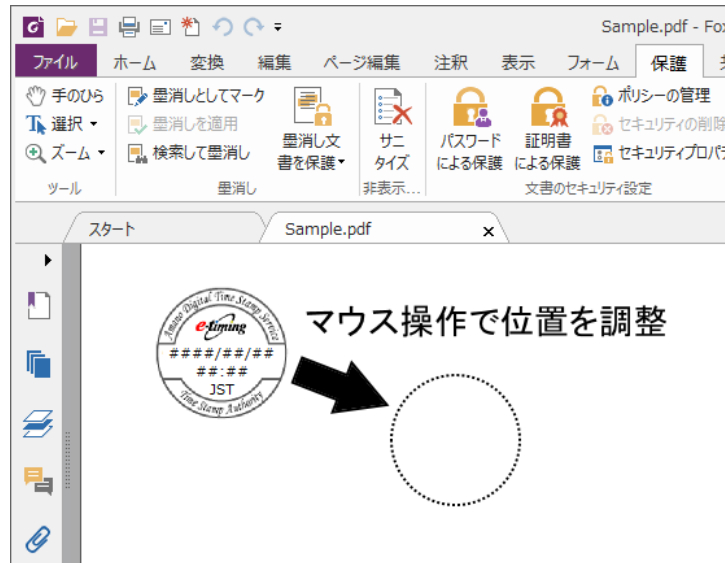 Sample.pdf - Fox
ファイル ホーム 変換 編集 ページ編集 注釈 表示 フォーム 保護
手のひら
選択
ズーム
ツール
墨消しとしてマーク
墨消しを適用
検索して墨消し
墨消し文
書を保護
墨消し
サニ
タイズ
非表示...
パスワード
による保護
証明書
による保護
ポリシーの管理
セキュリティの削除
セキュリティプロパテ
文書のセキュリティ設定
スタート
Sample.pdf
x
Amano Digital Time Stamp Service
e-timing
####/##/##
##:##
JST
Time Stamp Authority
マウス操作で位置を調整